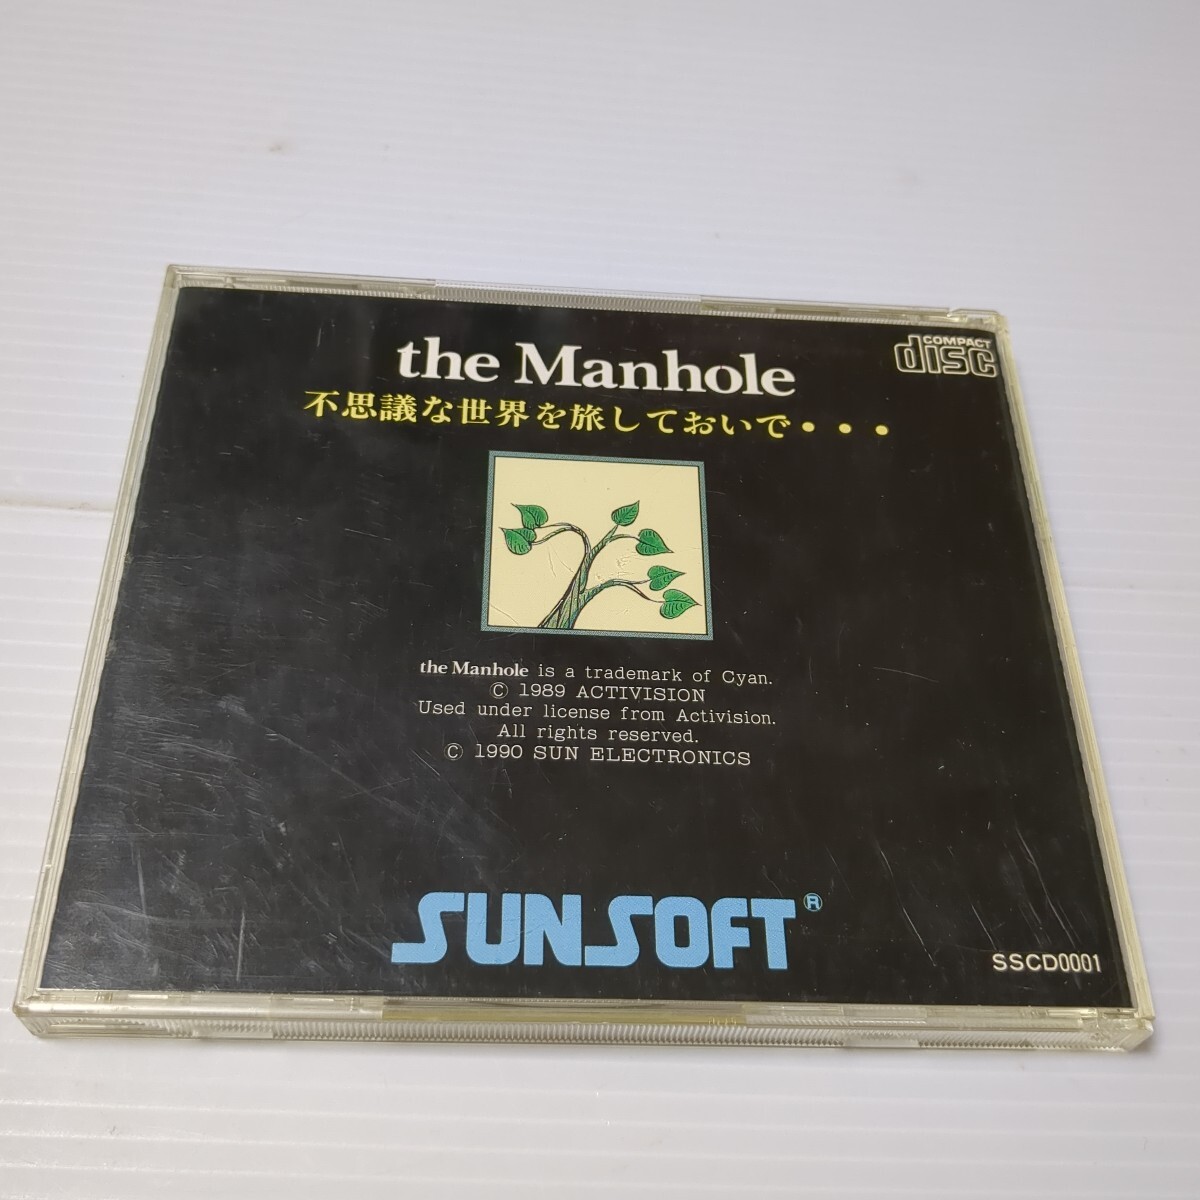 the Manhole
COMPACT
disc
不思議な世界を旅しておいで・・・
the Manhole is a trademark of Cyan.
© 1989 ACTIVISION
Used under license from Activision.
All rights reserved.
© 1990 SUN ELECTRONICS
SUNSOFT®
SSCD0001